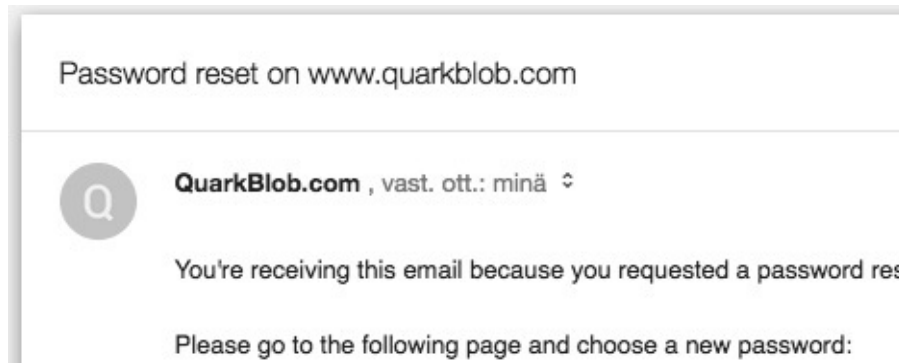 Password reset on www.quarkblob.com
Q
QuarkBlob.com , vast. ott.: minä
You're receiving this email because you requested a password res
Please go to the following page and choose a new password: